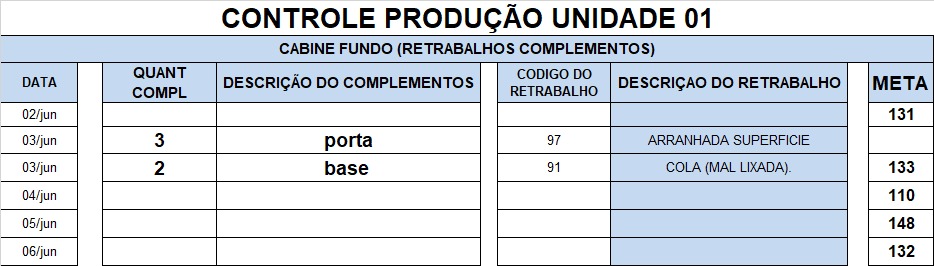 CONTROLE PRODUÇÃO UNIDADE 01
CABINE FUNDO (RETRABALHOS COMPLEMENTOS)
DATA QUANT COMPL DESCRIÇÃO DO COMPLEMENTOS CODIGO DO RETRABALHO DESCRIÇAO DO RETRABALHO META
02/jun 131
03/jun 3 porta 97 ARRANHADA SUPERFICIE
03/jun 2 base 91 COLA (MAL LIXADA). 133
04/jun 110
05/jun 148
06/jun 132